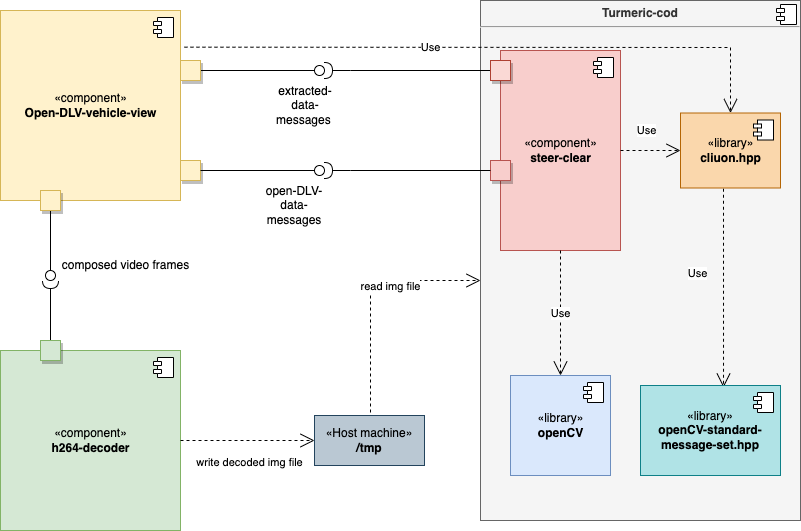 Turmeric-cod
Use
«component»
Open-DLV-vehicle-view
extracted-
data-
messages
«component»
steer-clear
Use
«library»
cliuon.hpp
open-DLV-
data-
messages
composed video frames
Use
read img file
Use
«component»
h264-decoder
write decoded img file
«Host machine»
/tmp
«library»
openCV
«library»
openCV-standard-
message-set.hpp